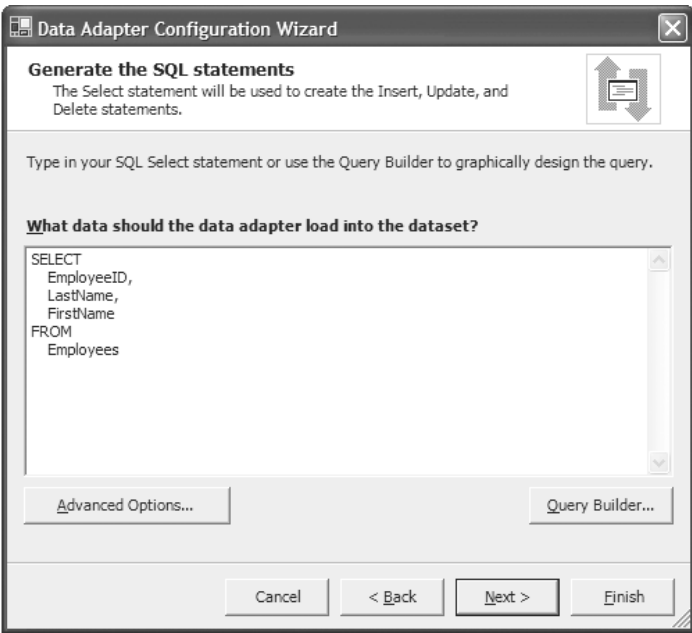 Data Adapter Configuration Wizard
Generate the SQL statements
The Select statement will be used to create the Insert, Update, and
Delete statements.
Type in your SQL Select statement or use the Query Builder to graphically design the query.
What data should the data adapter load into the dataset?
SELECT
EmployeeID,
LastName,
FirstName
FROM
Employees
Advanced Options...
Query Builder...
Cancel
< Back
Next >
Finish